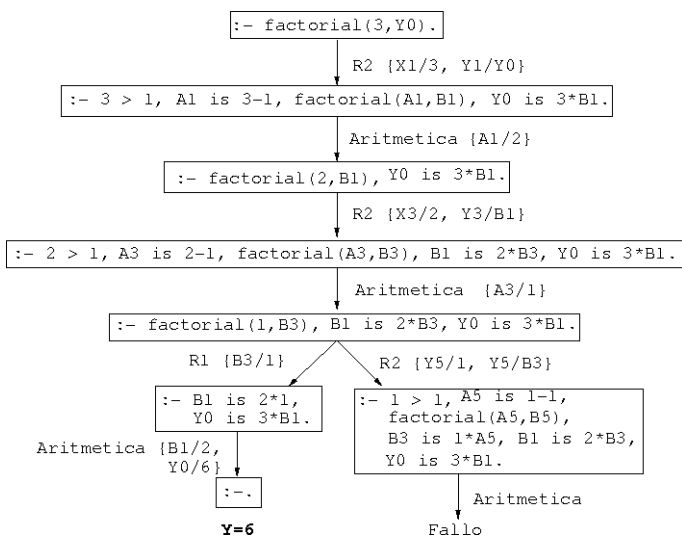 :- factorial(3,Y0).
R2 {X1/3, Y1/Y0}
:- 3 > 1, A1 is 3-1, factorial(A1,B1), Y0 is 3*B1.
Aritmetica {A1/2}
:- factorial(2,B1), Y0 is 3*B1.
R2 {X3/2, Y3/B1}
:- 2 > 1, A3 is 2-1, factorial(A3,B3), B1 is 2*B3, Y0 is 3*B1.
Aritmetica {A3/1}
:- factorial(1,B3), B1 is 2*B3, Y0 is 3*B1.
R1 {B3/1}
R2 {Y5/1, Y5/B3}
:- B1 is 2*1,
Y0 is 3*B1.
:- 1 > 1, A5 is 1-1,
factorial(A5,B5),
B3 is 1*A5, B1 is 2*B3,
Y0 is 3*B1.
Aritmetica {B1/2,
Y0/6}
:-.
Y=6
Aritmetica
Fallo